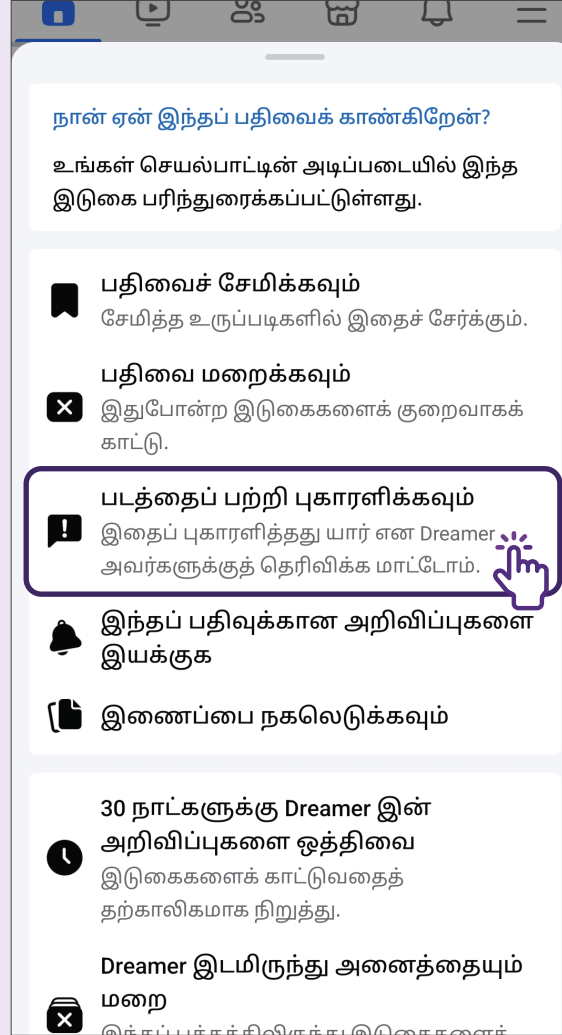 நான் ஏன் இந்தப் பதிவைக் காண்கிறேன்?
உங்கள் செயல்பாட்டின் அடிப்படையில் இந்த
இடுகை பரிந்துரைக்கப்பட்டுள்ளது.
பதிவைச் சேமிக்கவும்
சேமித்த உருப்படிகளில் இதைச் சேர்க்கும்.
பதிவை மறைக்கவும்
இதுபோன்ற இடுகைகளைக் குறைவாகக்
காட்டு.
படத்தைப் பற்றி புகாரளிக்கவும்
இதைப் புகாரளித்தது யார் என Dreamer
அவர்களுக்குத் தெரிவிக்க மாட்டோம்.
இந்தப் பதிவுக்கான அறிவிப்புகளை
இயக்குக
இணைப்பை நகலெடுக்கவும்
30 நாட்களுக்கு Dreamer இன்
அறிவிப்புகளை ஒத்திவை
இடுகைகளைக் காட்டுவதைத்
தற்காலிகமாக நிறுத்து.
Dreamer இடமிருந்து அனைத்தையும்
மறை